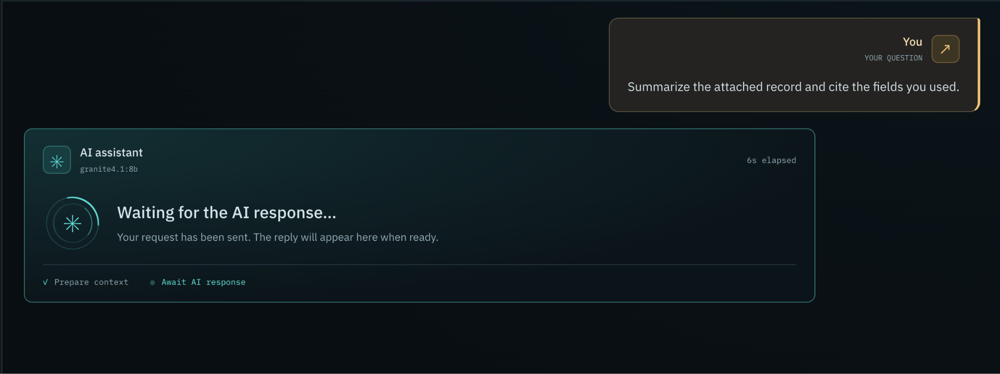 You
YOUR QUESTION
Summarize the attached record and cite the fields you used.
AI assistant
granite4.1:8b
6s elapsed
Waiting for the AI response...
Your request has been sent. The reply will appear here when ready.
✓ Prepare context
Await AI response